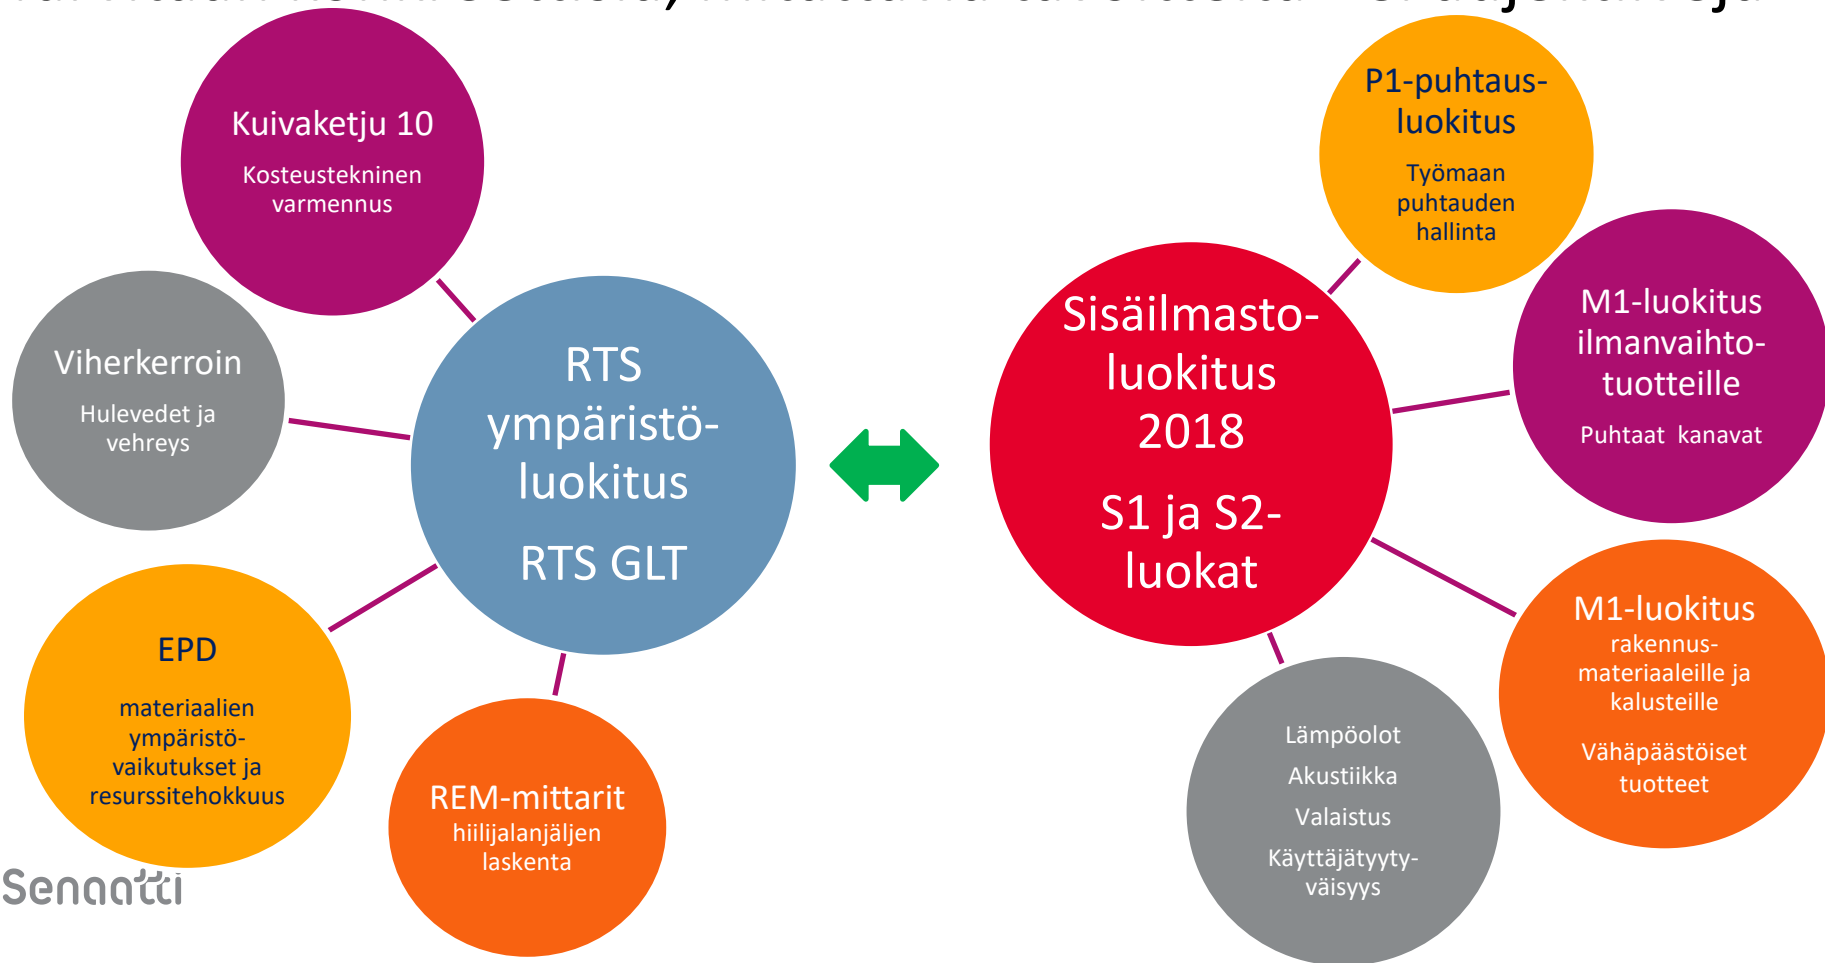 Kuivaketju 10
Kosteustekninen
varmennus
Viherkerroin
Hulevedet ja
vehreys
RTS
ympäristö-
luokitus
RTS GLT
EPD
materiaalien
ympäristö-
vaikutukset ja
resurssitehokkuus
REM-mittarit
hiilijalanjäljen
laskenta
Senaatti
Sisäilmasto-
luokitus
2018
S1 ja S2-
luokat
P1-puhtaus-
luokitus
Työmaan
puhtauden
hallinta
M1-luokitus
ilmanvaihto-
tuotteille
Puhtaat kanavat
M1-luokitus
rakennus-
materiaaleille ja
kalusteille
Vähäpäästöiset
tuotteet
Lämpöolot
Akustiikka
Valaistus
Käyttäjätyyty-
väisyys